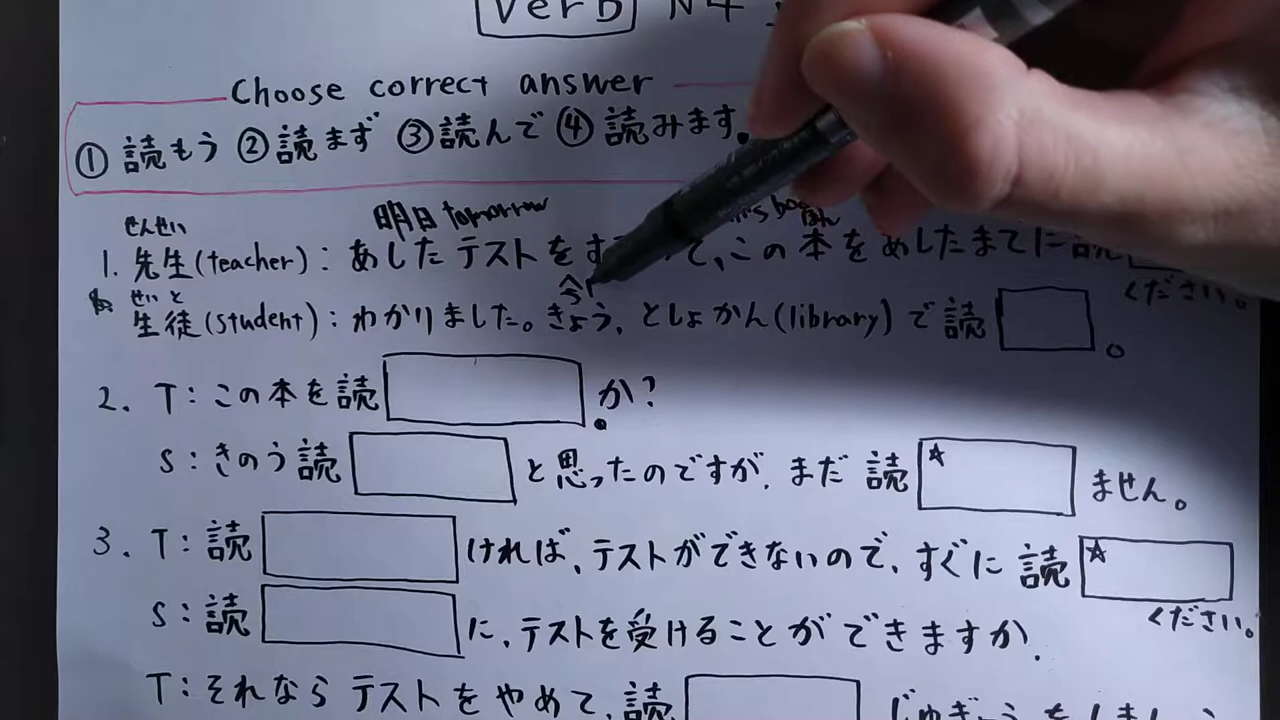 Verb N4
Choose correct answer
① 読もう ② 読まず ③ 読んで ④ 読みます。
せんせい 明日 tomorrow
1. 先生(teacher): あしたテストをす て、この本をあしたまでに読
ください。
せいと
生徒(student): わかりました。きょう、としょかん(library)で読 。
2. T: この本を読 か?
S: きのう読 と思ったのですが、まだ 読 ☆ ません。
3. T: 読 ければ、テストができないので、すぐに 読 ☆
ください。
S: 読 に、テストを受けることができますか.
T: それなら テストをやめて、読